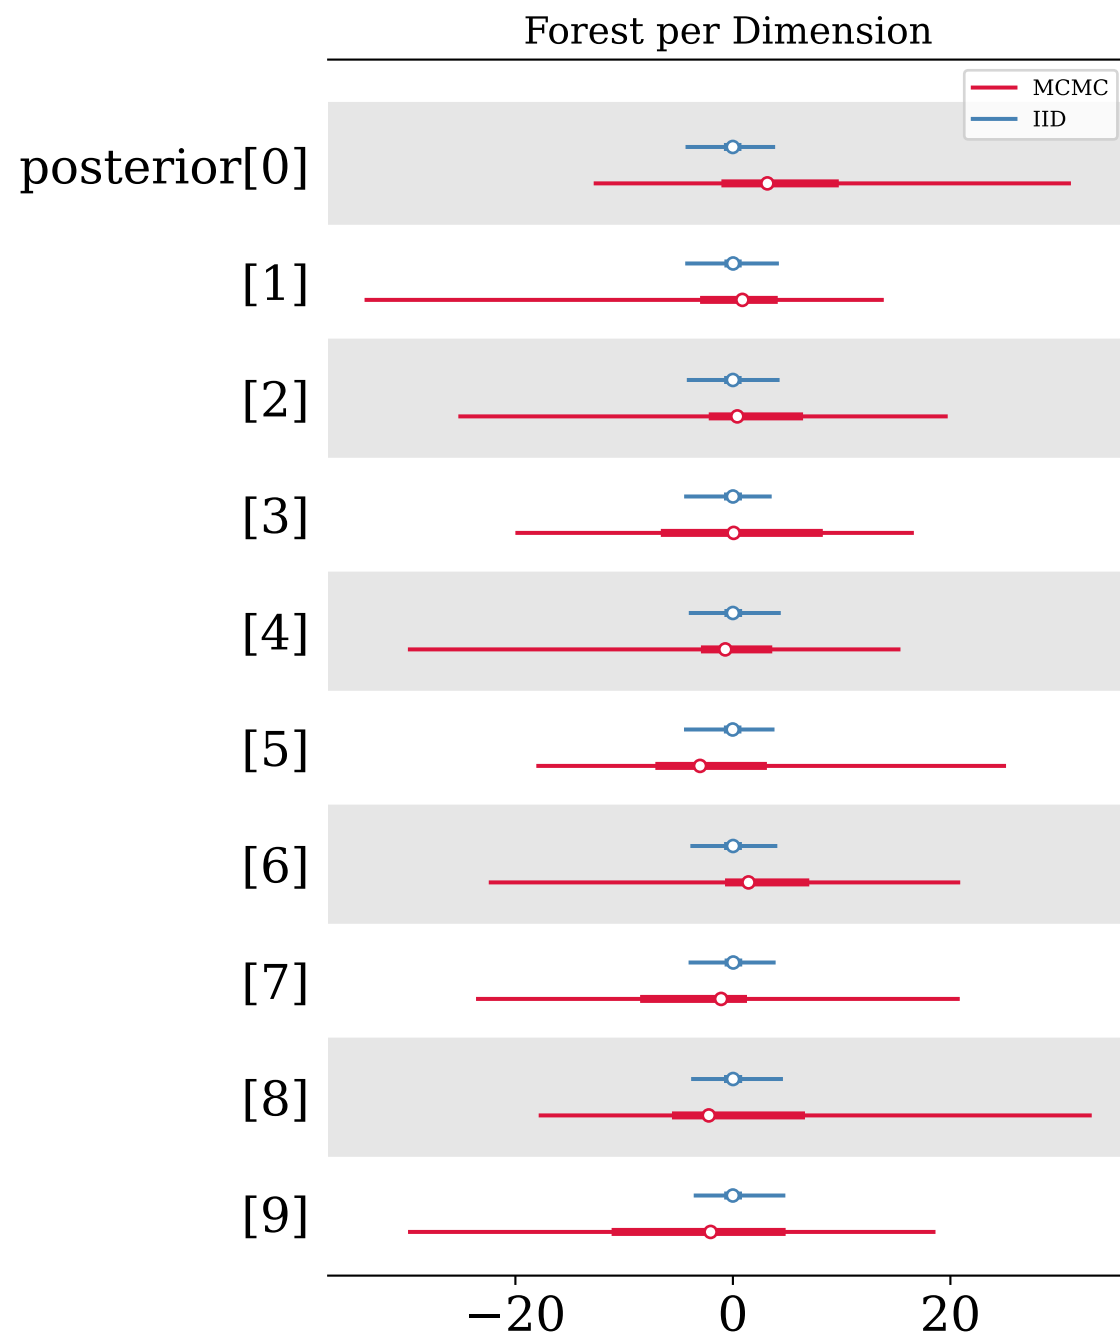 Forest per Dimension
MCMC
IID
posterior[0]
[1]
[2]
[3]
[4]
[5]
[6]
[7]
[8]
[9]
−20 0 20